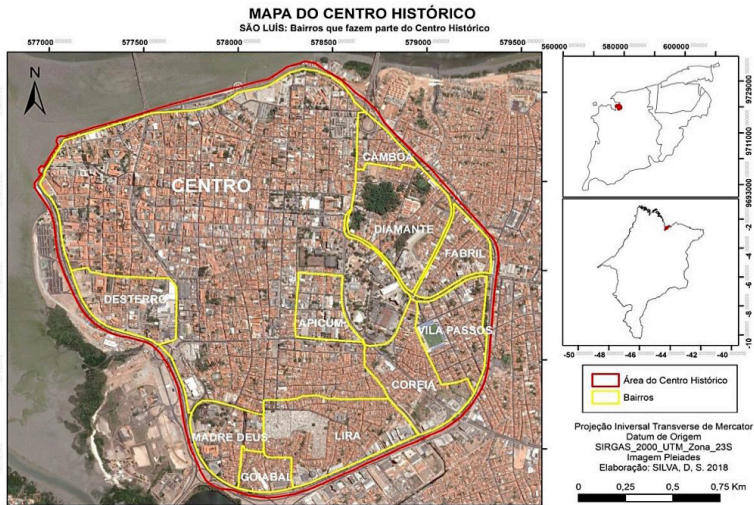 MAPA DO CENTRO HISTÓRICO
SÃO LUÍS: Bairros que fazem parte do Centro Histórico
577000 577500 578000 578500 579000 579500
560000 580000 600000
N
9729000
9711000
9693000
CENTRO
CAMBOA
DIAMANTE
FABRIL
DESTERRO
APICUM
VILA PASSOS
COREIA
MADRE DEUS
LIRA
GOIABAL
-2
-4
-6
-8
-10
-50 -48 -46 -44 -42 -40
Área do Centro Histórico
Bairros
Projeção Iniversal Transverse de Mercator
Datum de Origem
SIRGAS_2000_UTM_Zona_23S
Imagem Pleiades
Elaboração: SILVA, D, S. 2018
0 0,25 0,5 0,75 Km